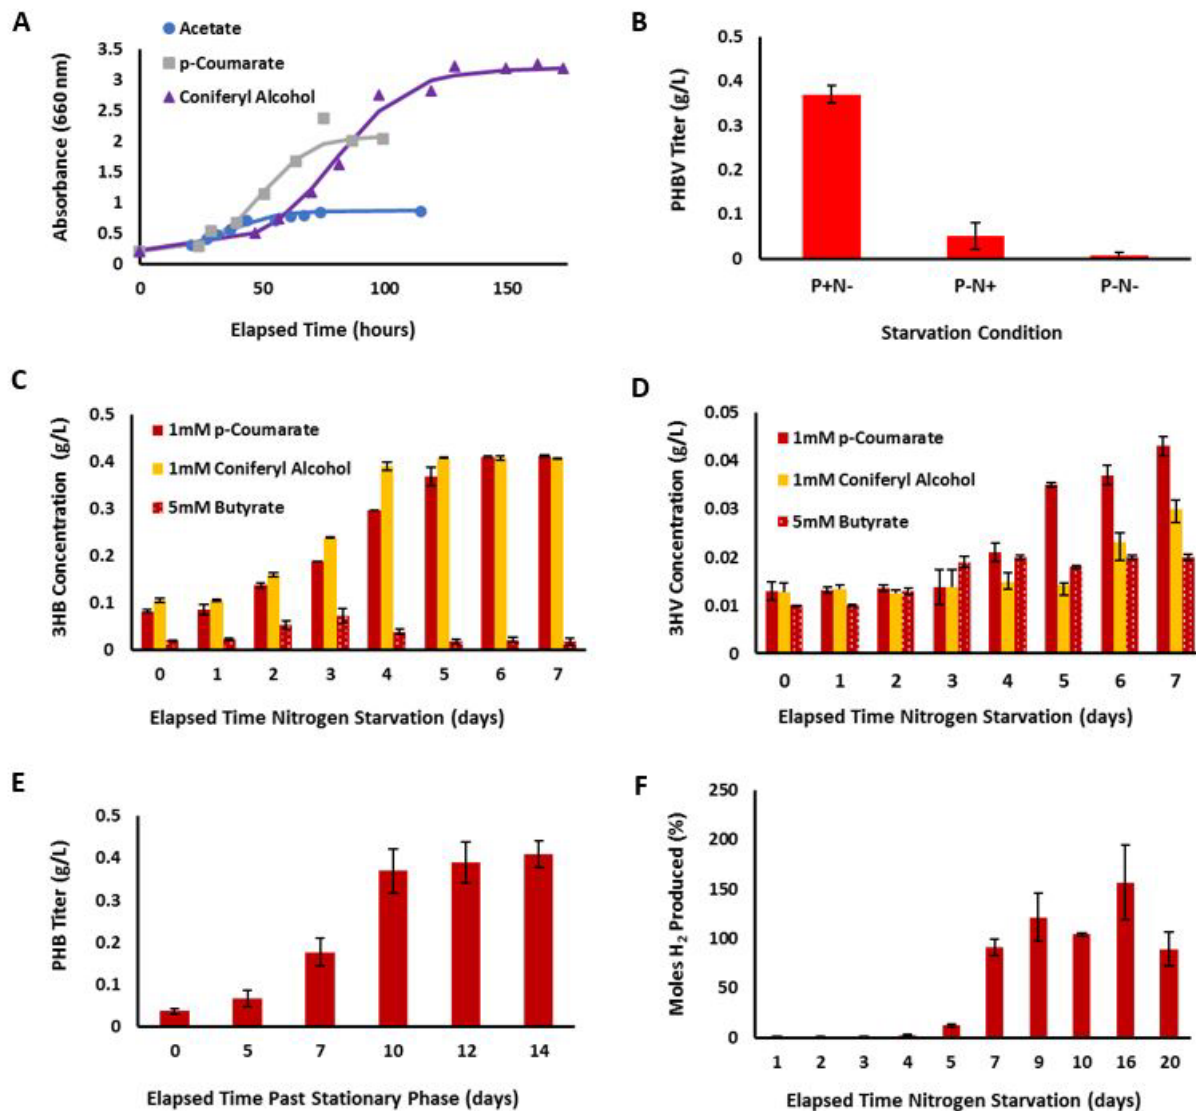 A
Acetate
p-Coumarate
Coniferyl Alcohol
3.5
3
2.5
2
1.5
1
0.5
0
Absorbance (660 nm)
0 50 100 150
Elapsed Time (hours)
B
0.5
0.4
0.3
0.2
0.1
0
PHBV Titer (g/L)
P+N- P-N+ P-N-
Starvation Condition
C
0.5
0.4
0.3
0.2
0.1
0
3HB Concentration (g/L)
1mM p-Coumarate
1mM Coniferyl Alcohol
5mM Butyrate
0 1 2 3 4 5 6 7
Elapsed Time Nitrogen Starvation (days)
D
0.05
0.04
0.03
0.02
0.01
0
3HV Concentration (g/L)
1mM p-Coumarate
1mM Coniferyl Alcohol
5mM Butyrate
0 1 2 3 4 5 6 7
Elapsed Time Nitrogen Starvation (days)
E
0.5
0.4
0.3
0.2
0.1
0
PHB Titer (g/L)
0 5 7 10 12 14
Elapsed Time Past Stationary Phase (days)
F
250
200
150
100
50
0
Moles H₂ Produced (%)
1 2 3 4 5 7 9 10 16 20
Elapsed Time Nitrogen Starvation (days)